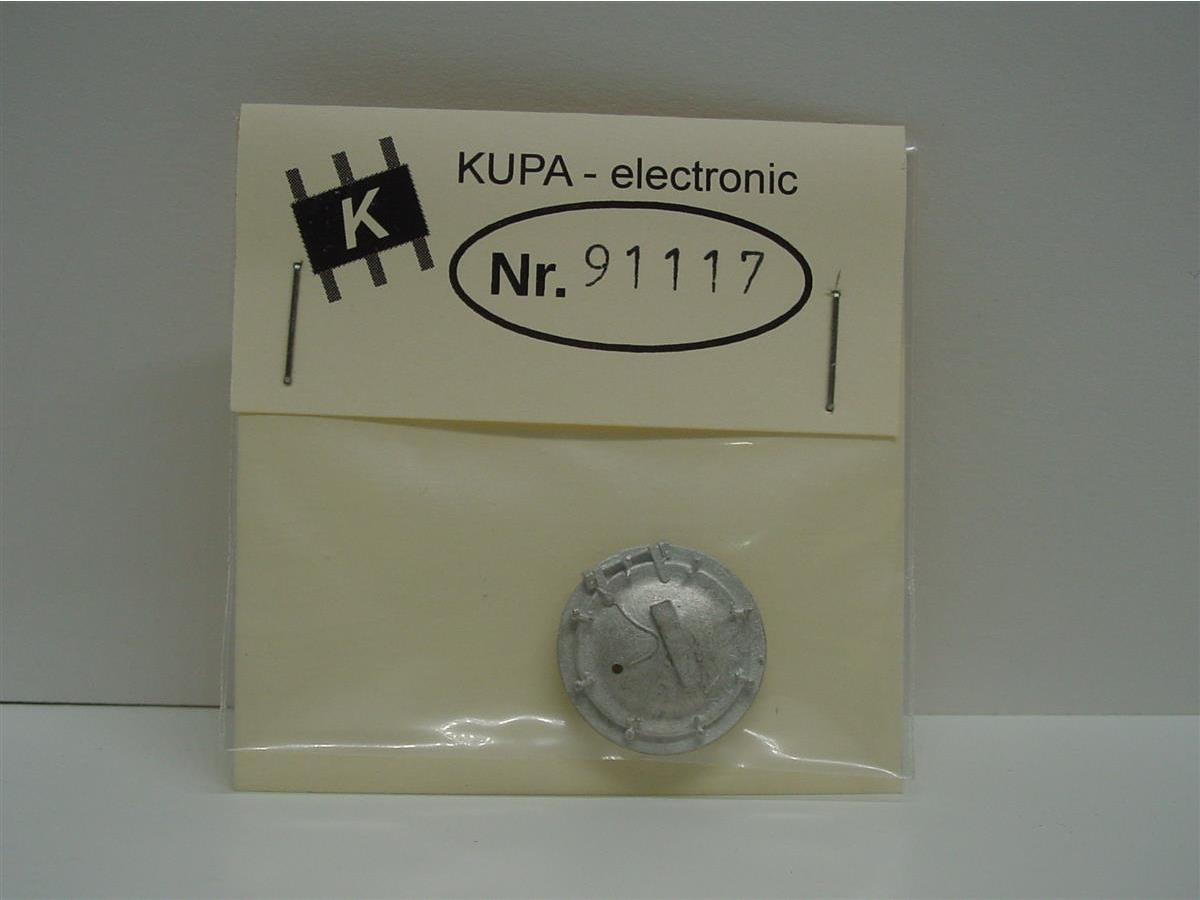 K
KUPA - electronic
Nr. 91117